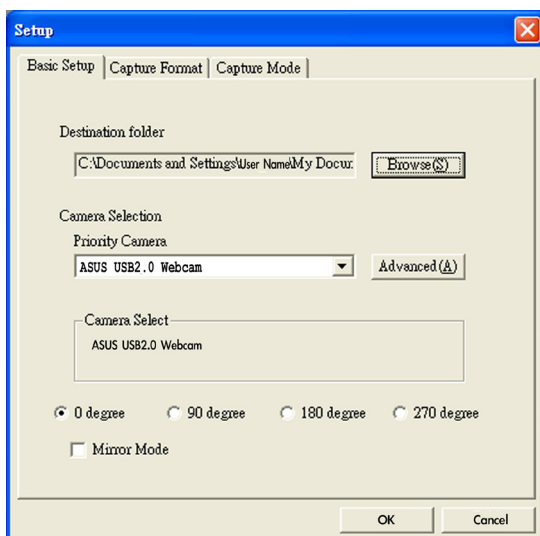 Setup
Basic Setup Capture Format Capture Mode
Destination folder
C:\Documents and Settings\User Name\My Docur Browse(S)
Camera Selection
Priority Camera
ASUS USB2.0 Webcam Advanced(A)
Camera Select
ASUS USB2.0 Webcam
0 degree 90 degree 180 degree 270 degree
Mirror Mode
OK Cancel